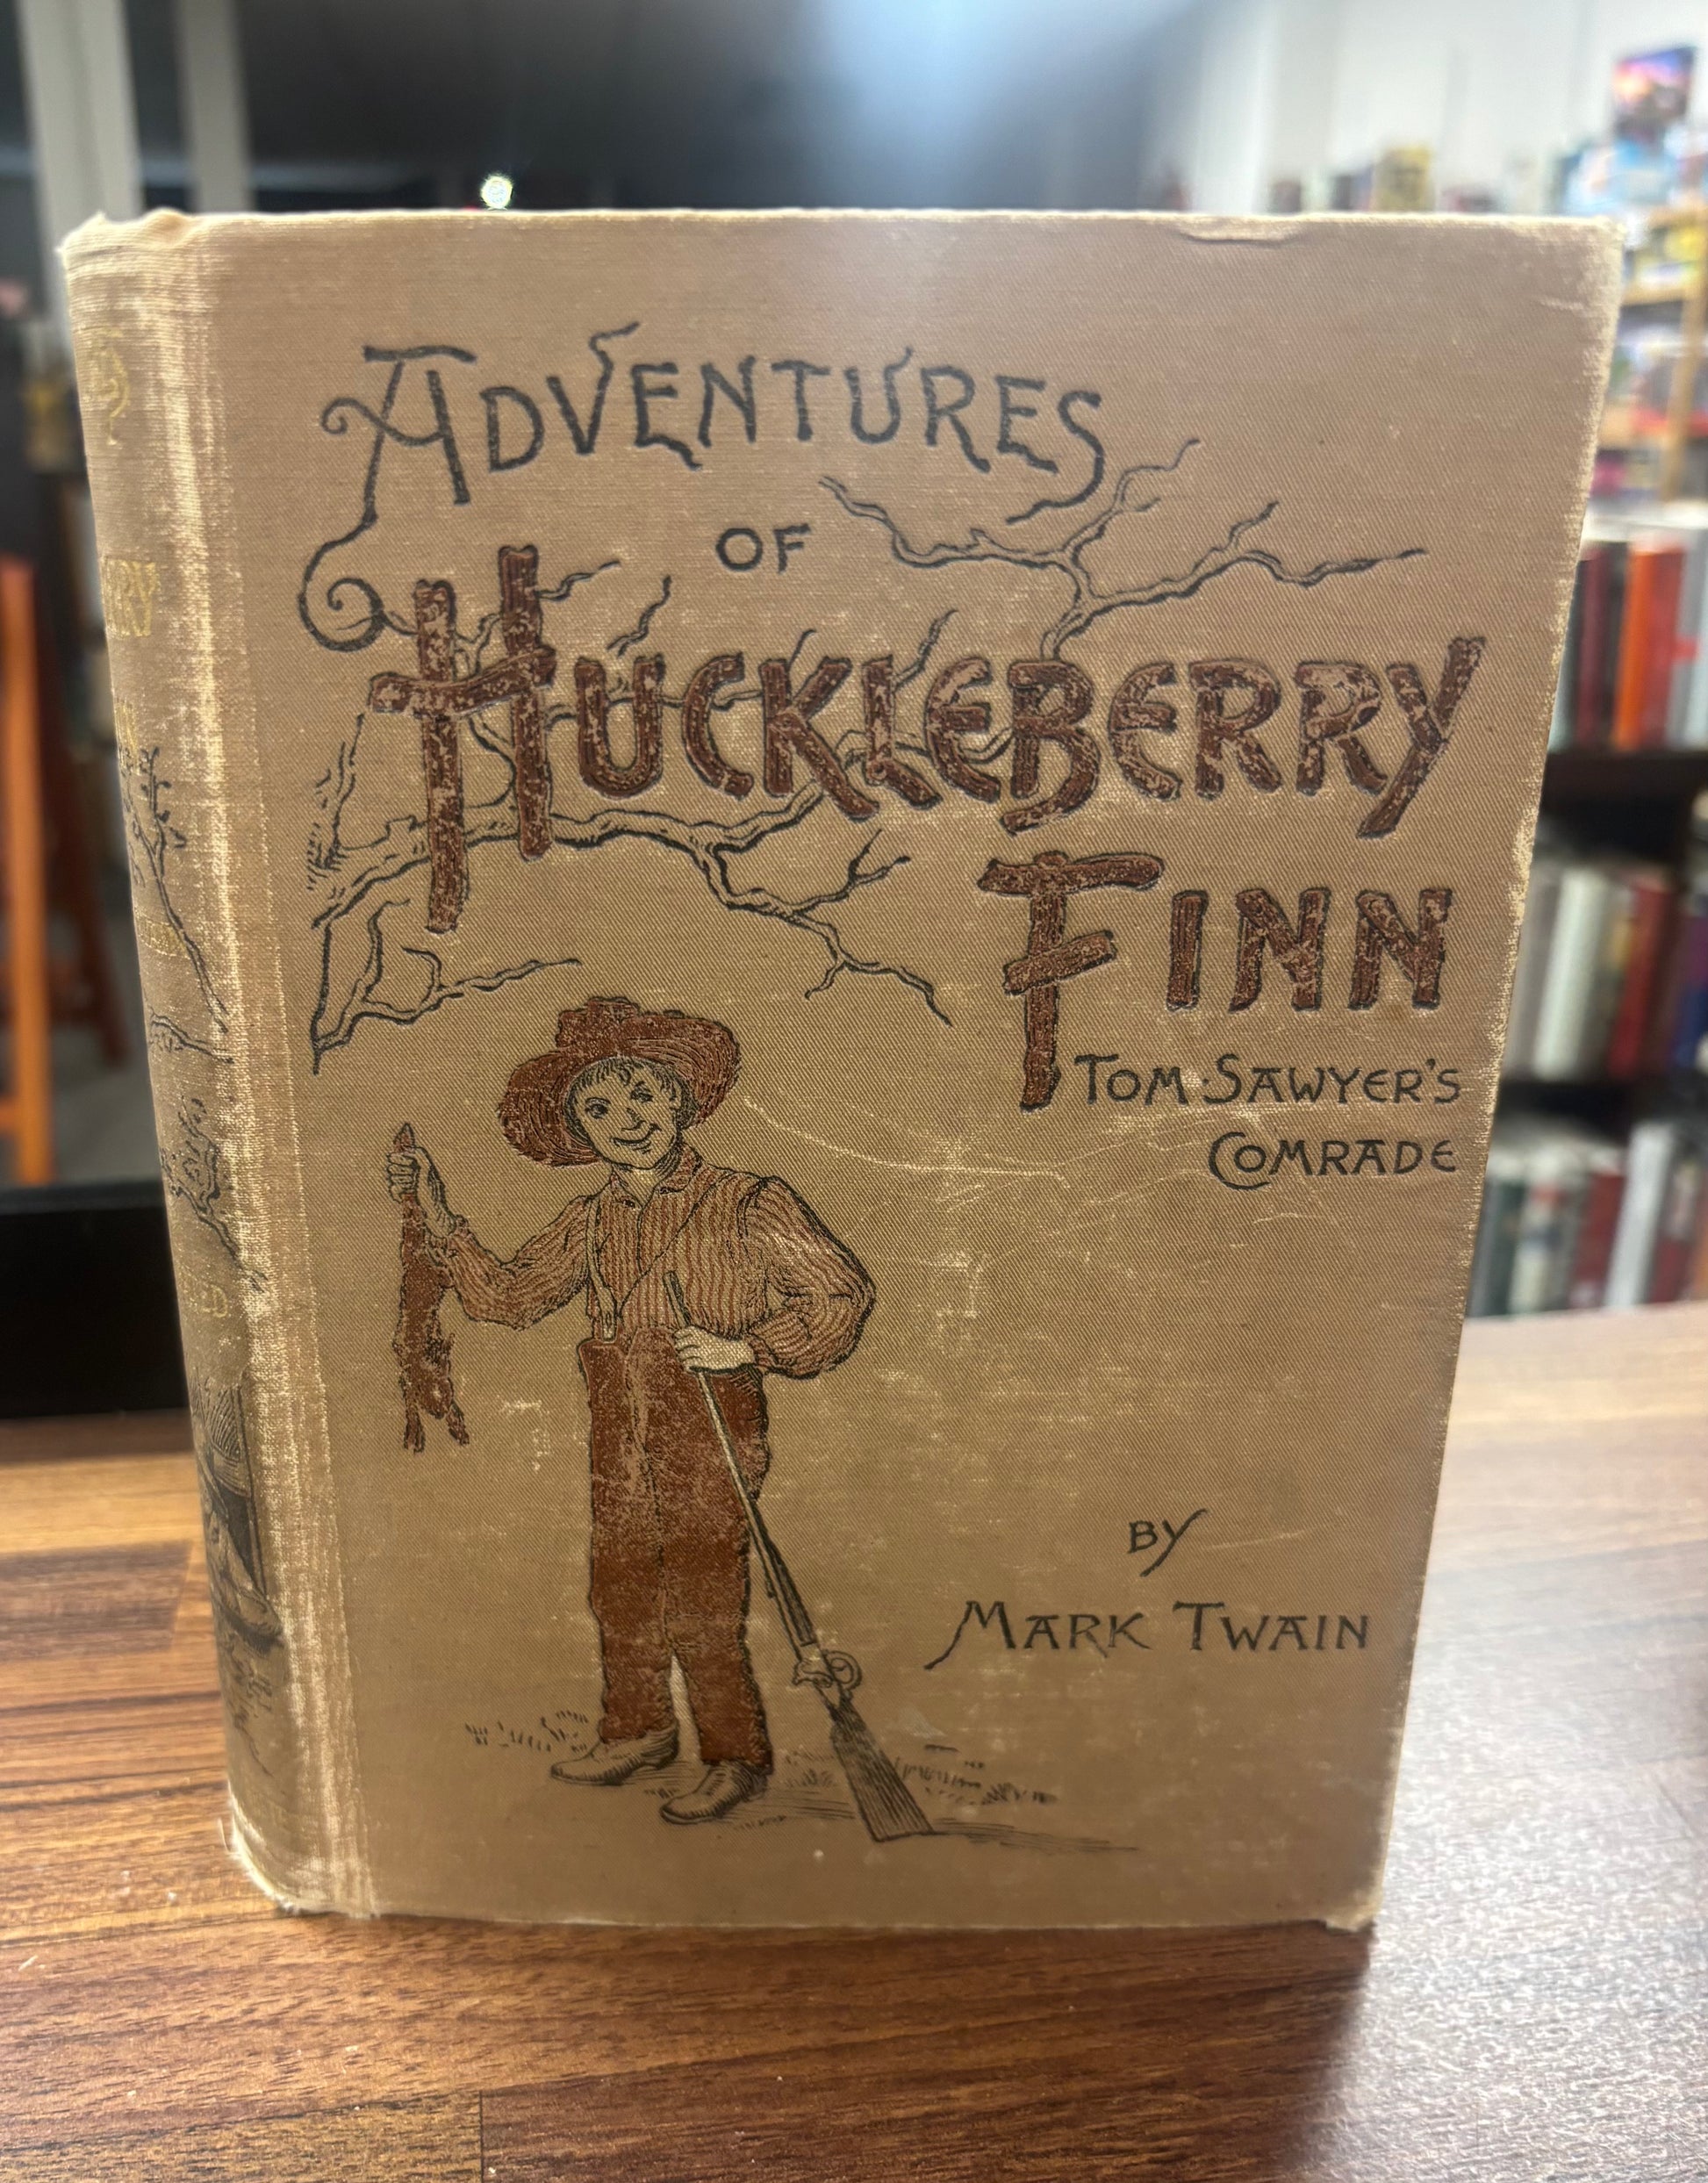 ADVENTURES
OF
HUCKLEBERRY
FINN
TOM SAWYER'S
COMRADE
BY
MARK TWAIN